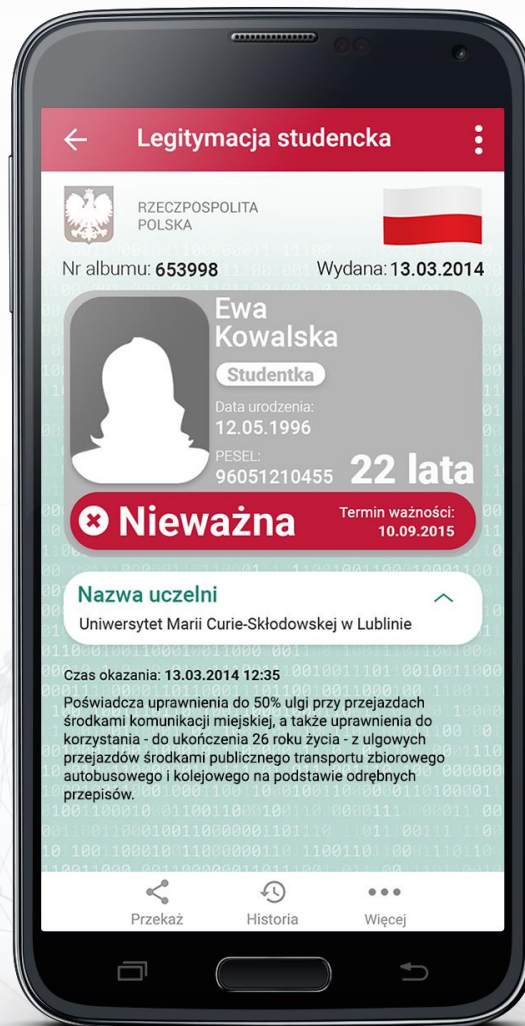 Legitymacja studencka
RZECZPOSPOLITA
POLSKA
Nr albumu: 653998
Wydana: 13.03.2014
Ewa
Kowalska
Studentka
Data urodzenia:
12.05.1996
PESEL:
96051210455
22 lata
Nieważna
Termin ważności:
10.09.2015
Nazwa uczelni
Uniwersytet Marii Curie-Skłodowskej w Lublinie
Czas okazania: 13.03.2014 12:35
Poświadcza uprawnienia do 50% ulgi przy przejazdach
środkami komunikacji miejskiej, a także uprawnienia do
korzystania - do ukończenia 26 roku życia - z ulgowych
przejazdów środkami publicznego transportu zbiorowego
autobusowego i kolejowego na podstawie odrębnych
przepisów.
Przekaż
Historia
Więcej